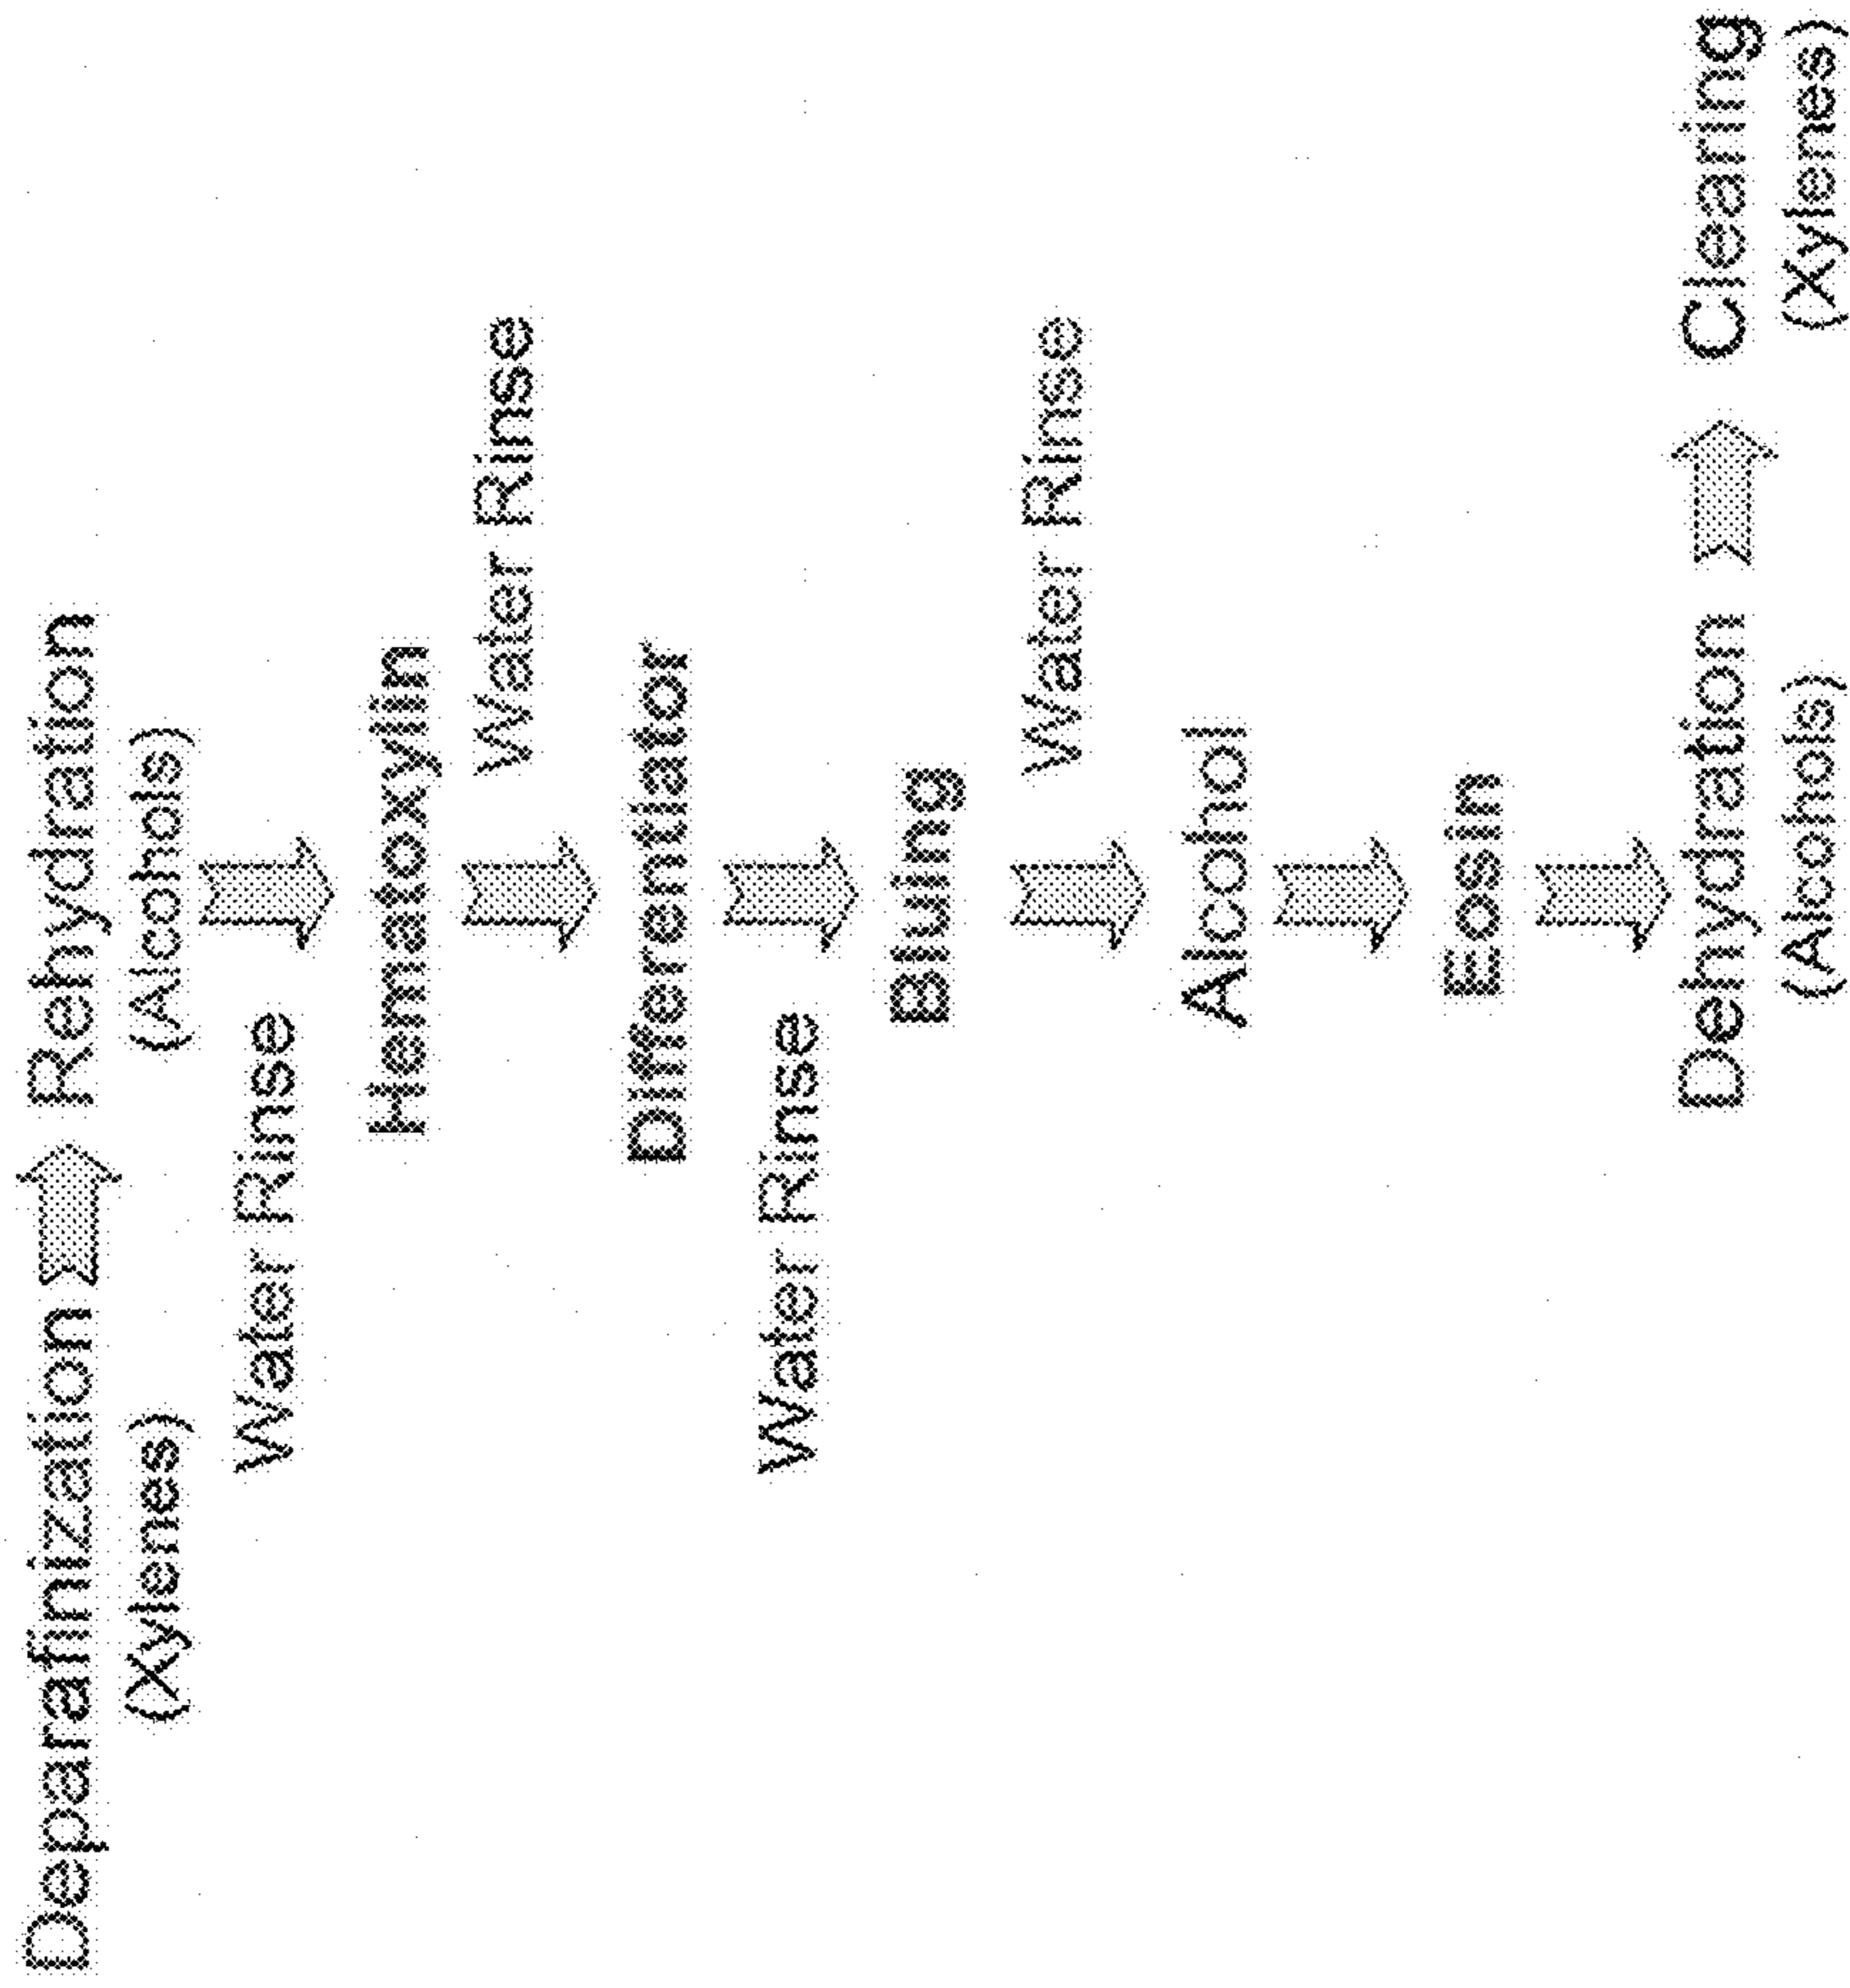 Deparafinization
(Xylenes)
Rehydration
(Alcohols)
Water Rinse
Hematoxylin
Water Rinse
Differentiator
Water Rinse
Bluing
Water Rinse
Alcohol
Eosin
Dehydration
(Alcohols)
Clearing
(Xylenes)